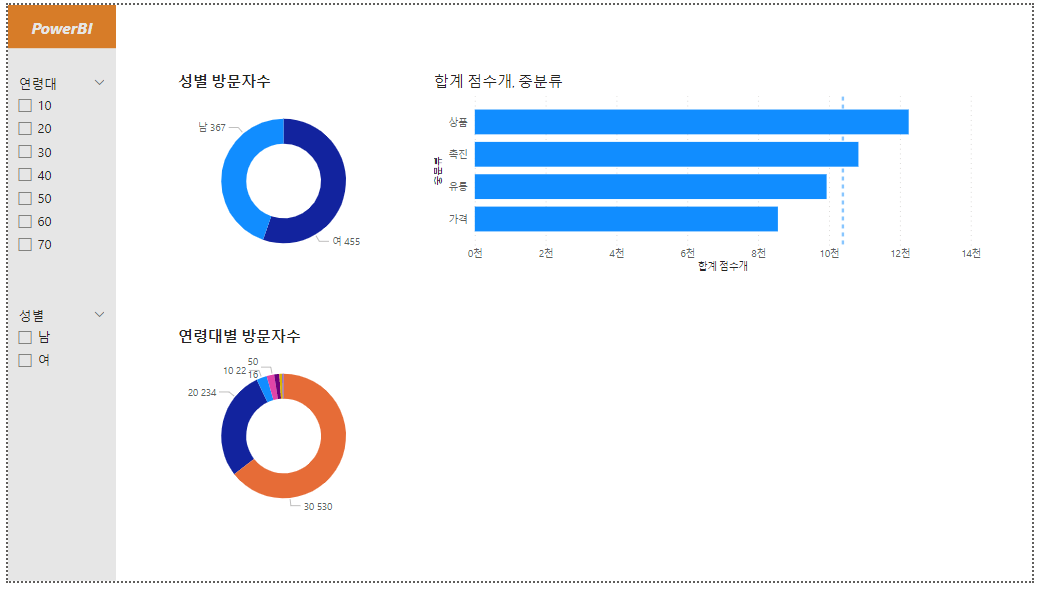 PowerBI
연령대
10
20
30
40
50
60
70
성별
남
여
성별 방문자수
남 367
여 455
합계 점수개, 중분류
중분류
상품
촉진
유통
가격
0천 2천 4천 6천 8천 10천 12천 14천
합계 점수개
연령대별 방문자수
50
16
10 22
20 234
30 530